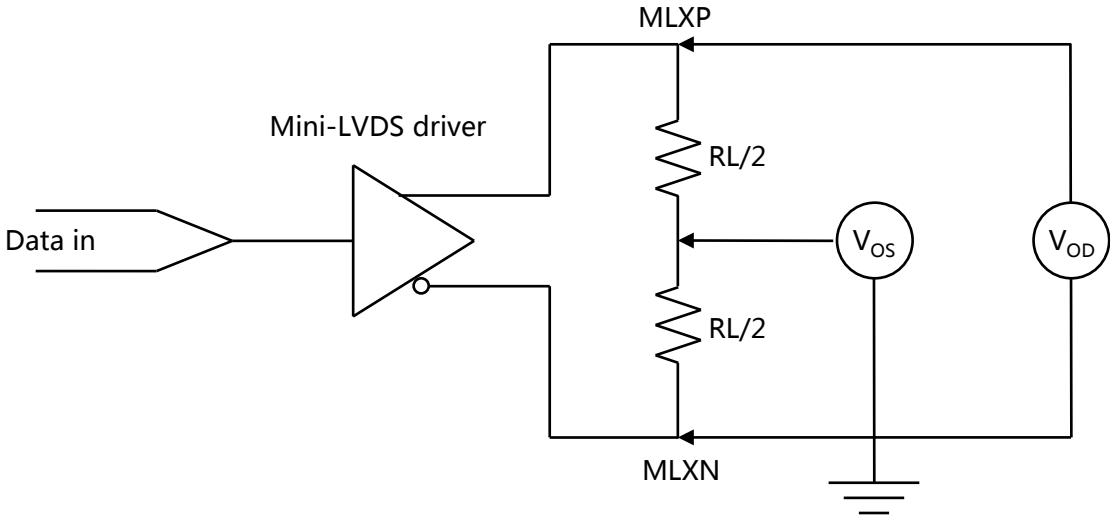 MLXP
Mini-LVDS driver
RL/2
Data in
VOS
VOD
RL/2
MLXN